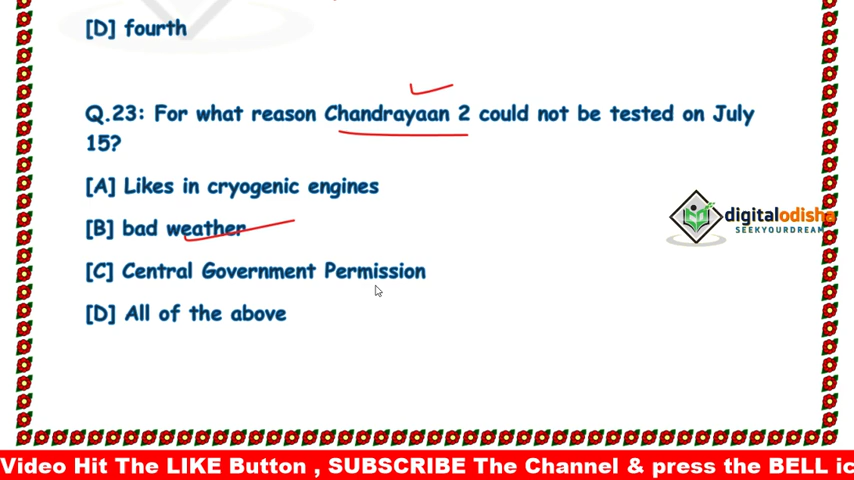 [D] fourth
Q.23: For what reason Chandrayaan 2 could not be tested on July
15?
[A] Likes in cryogenic engines
[B] bad weather
[C] Central Government Permission
[D] All of the above
digitalodisha
SEEKYOURDREAM
Video Hit The LIKE Button , SUBSCRIBE The Channel & press the BELL ic